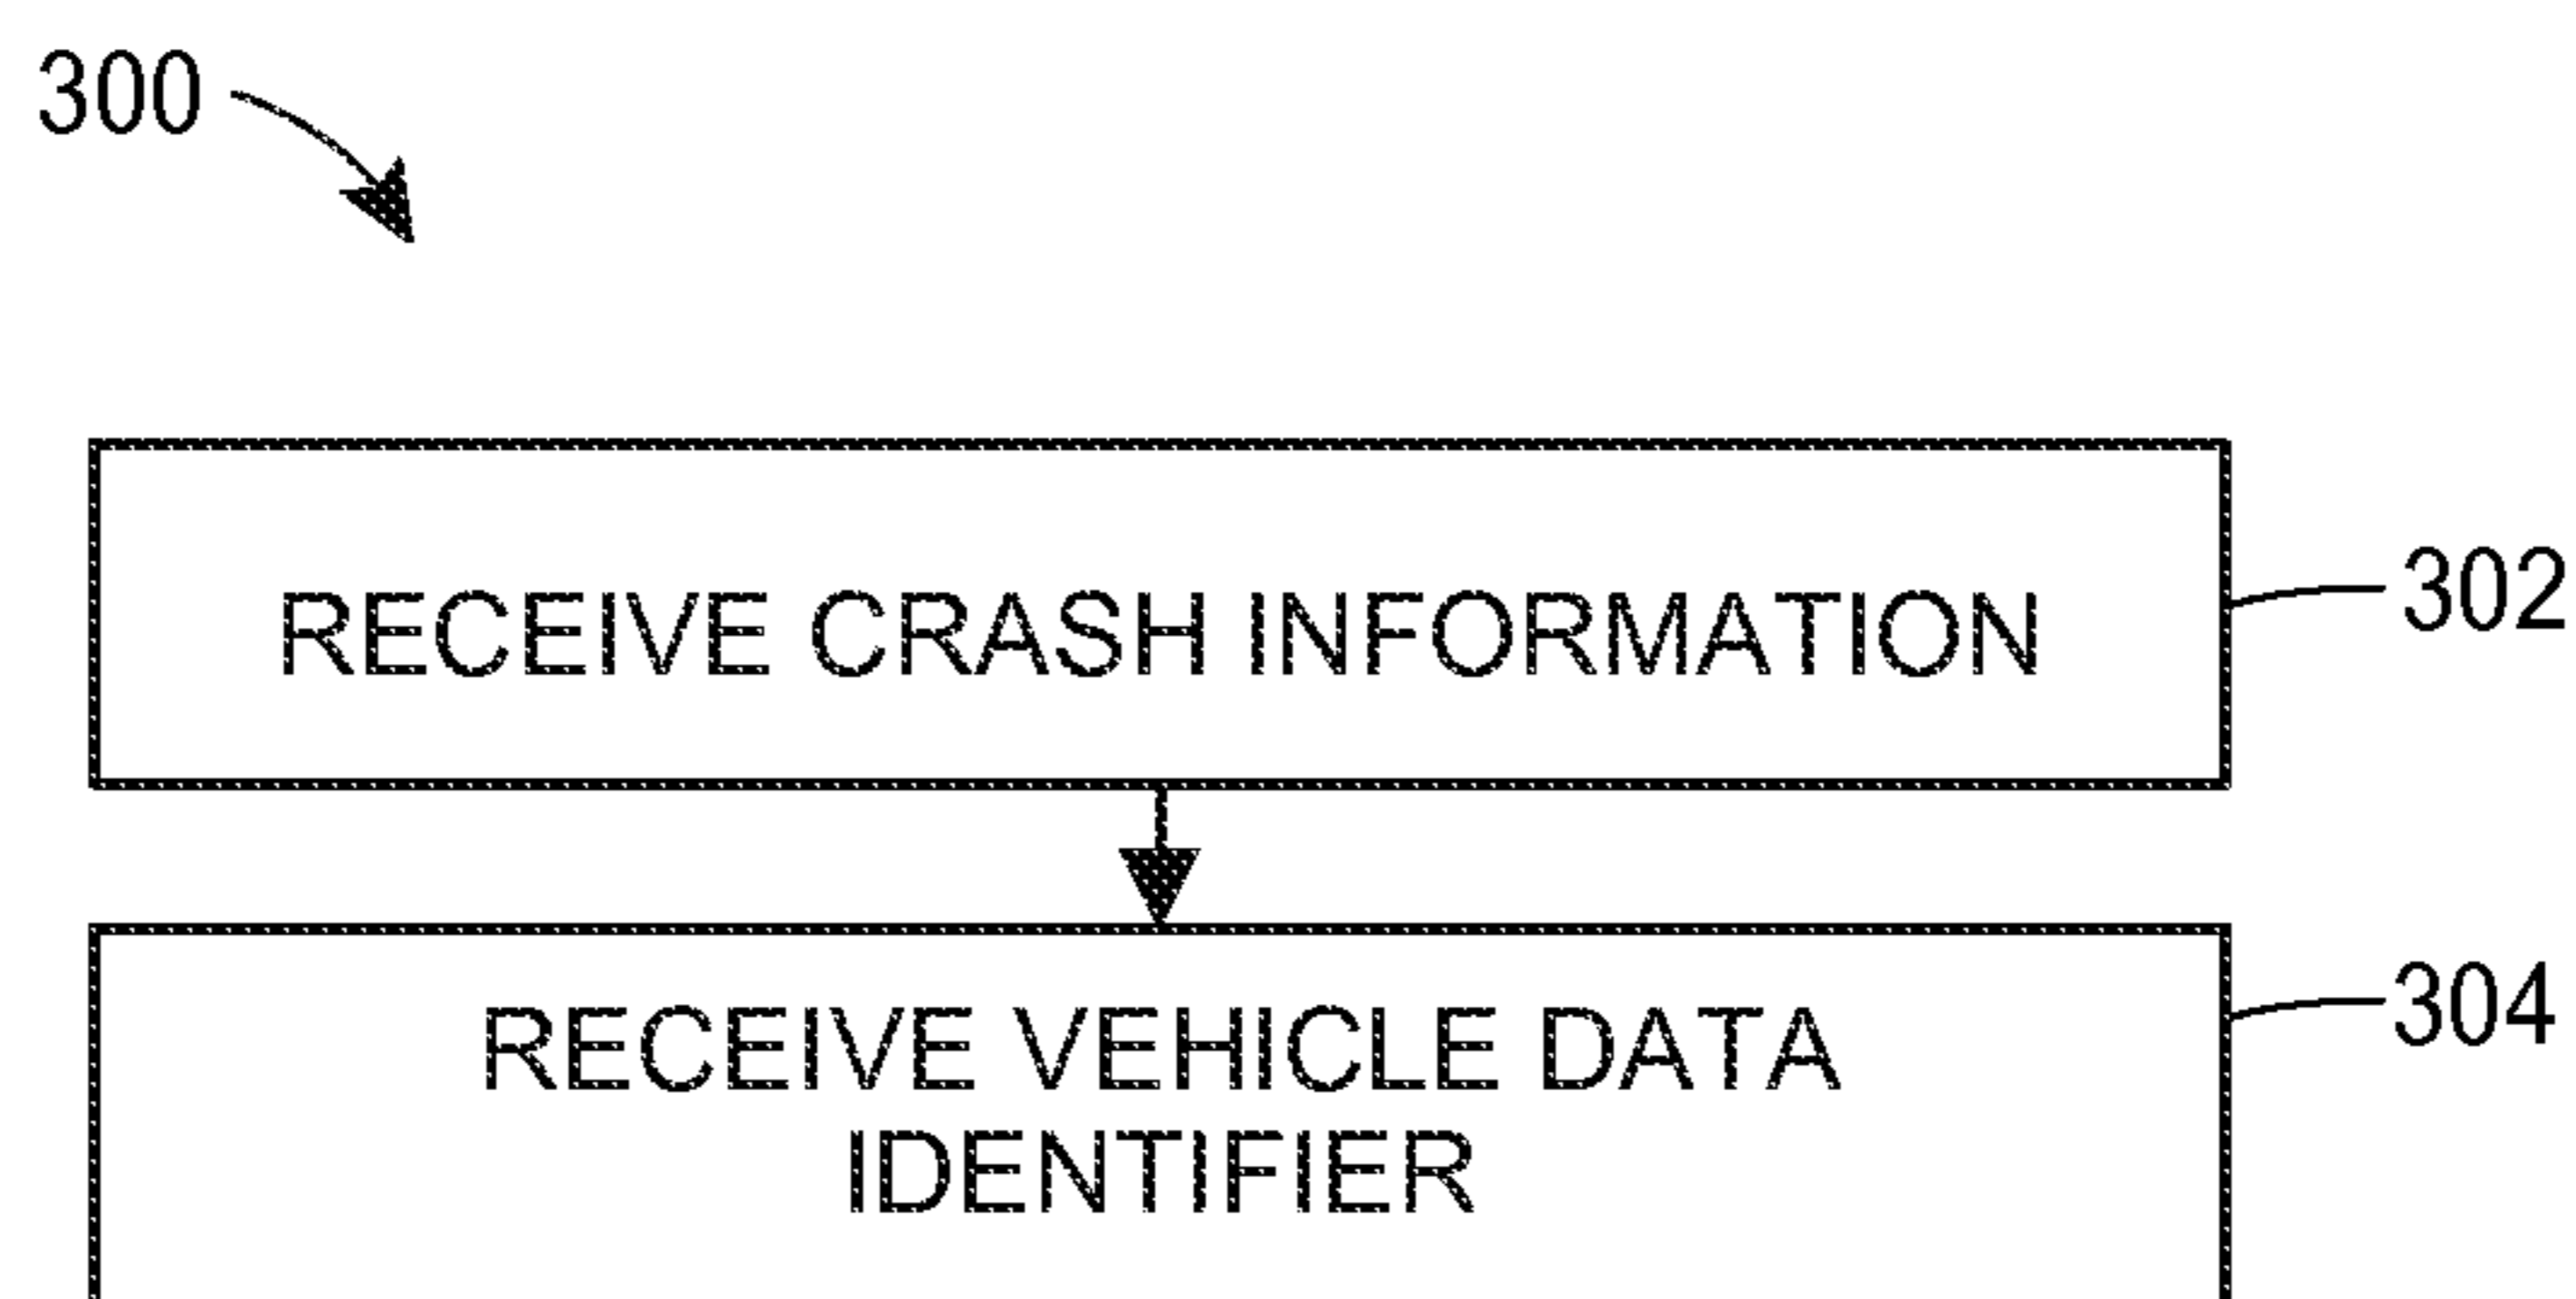 300
RECEIVE CRASH INFORMATION
302
RECEIVE VEHICLE DATA
IDENTIFIER
304